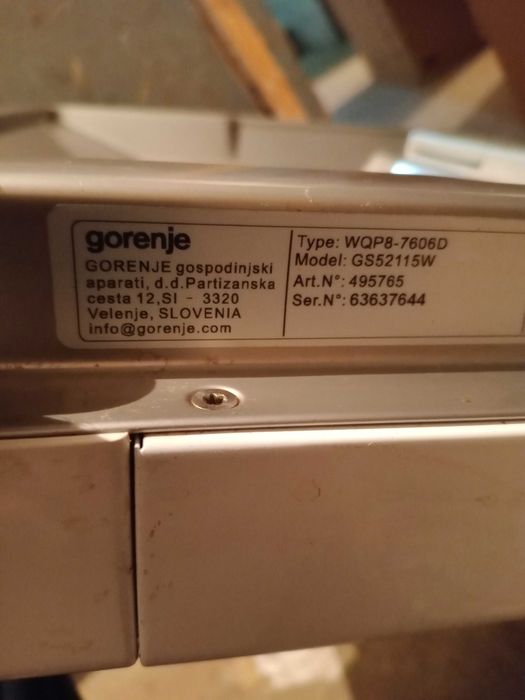 gorenje
GORENJE gospodinjski
aparati, d.d.Partizanska
cesta 12,SI - 3320
Velenje, SLOVENIA
info@gorenje.com
Type: WQP8-7606D
Model: GS52115W
Art.N°: 495765
Ser.N°: 63637644